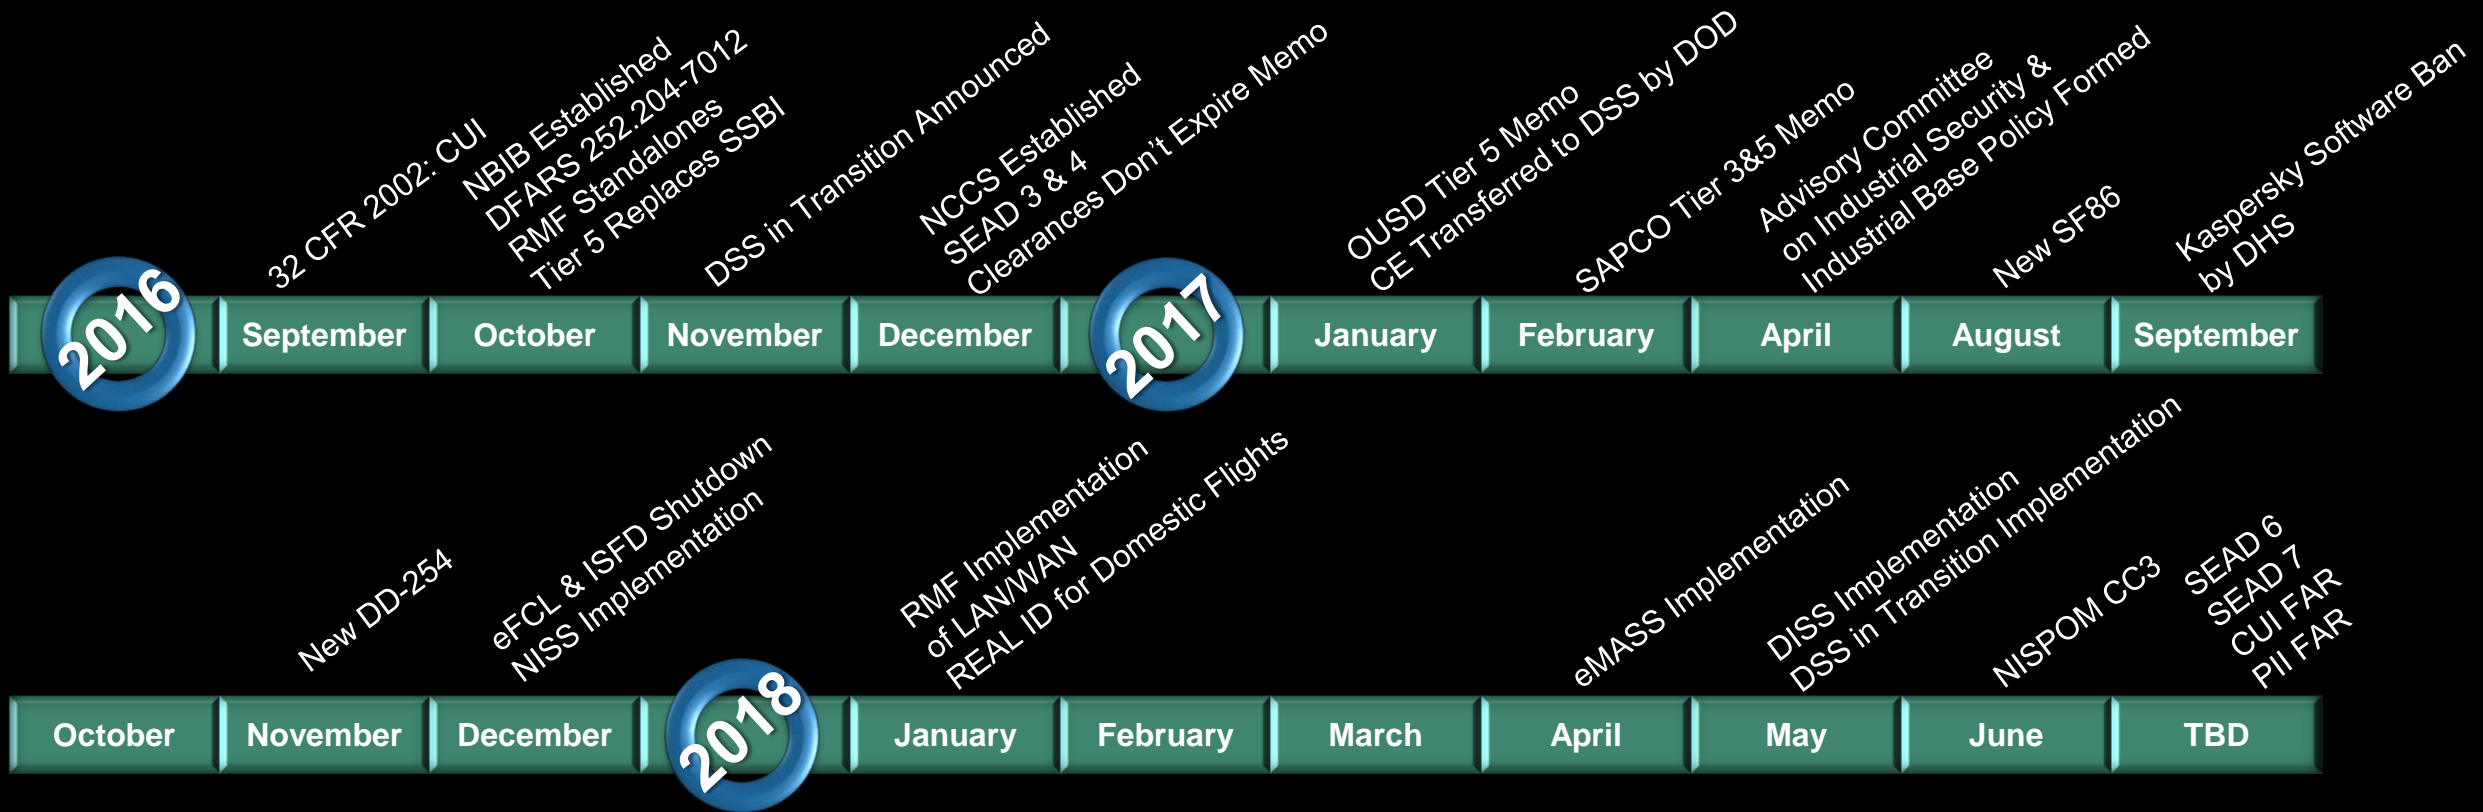 32 CFR 2002: CUI
NBIB Established
DFARS 252.204-7012
RMF Standalones
Tier 5 Replaces SSBI
DSS in Transition Announced
NCCS Established
SEAD 3 & 4
Clearances Don’t Expire Memo
OUSD Tier 5 Memo
CE Transferred to DSS by DOD
SAPCO Tier 3&5 Memo
Advisory Committee
on Industrial Security &
Industrial Base Policy Formed
New SF86
Kaspersky Software Ban
by DHS
2016
September
October
November
December
2017
January
February
April
August
September
New DD-254
eFCL & ISFD Shutdown
NISS Implementation
RMF Implementation
of LAN/WAN
REAL ID for Domestic Flights
eMASS Implementation
DISS Implementation
DSS in Transition Implementation
NISPOM CC3
SEAD 6
SEAD 7
CUI FAR
PII FAR
October
November
December
2018
January
February
March
April
May
June
TBD